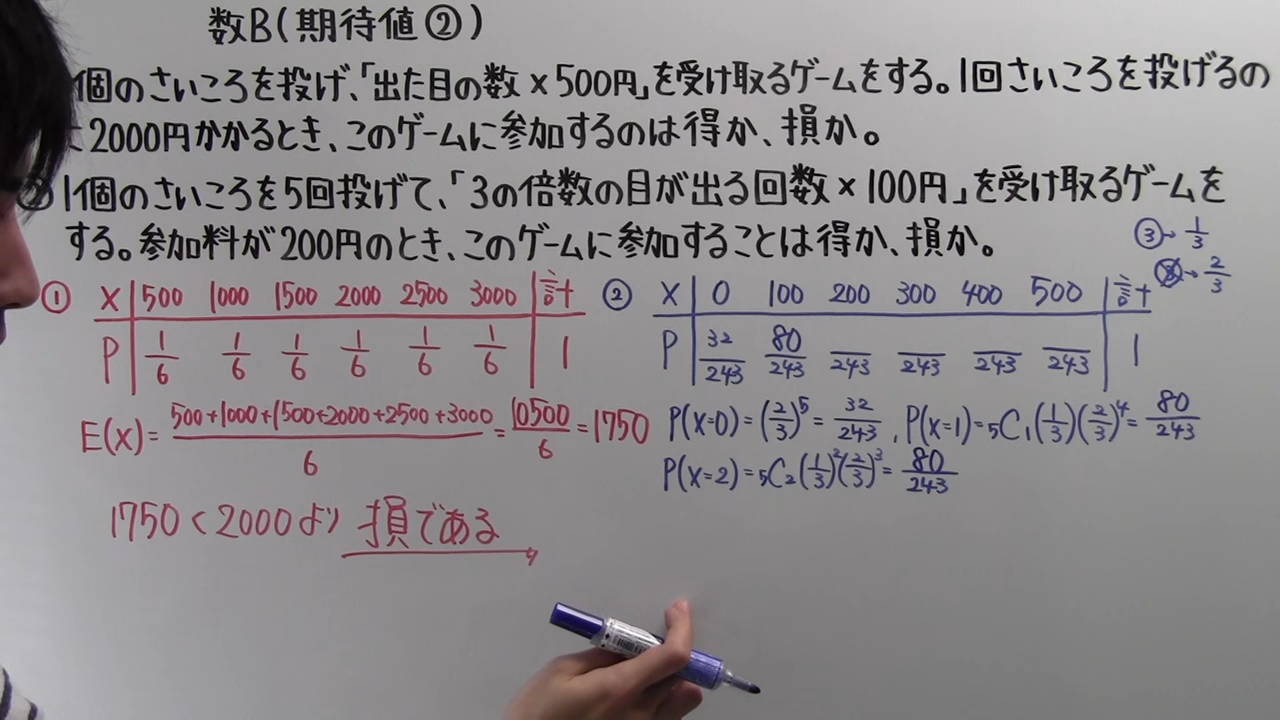 数B(期待値②)
個のさいころを投げ、「出た目の数×500円」を受け取るゲームをする。1回さいころを投げるの
2000円かかるとき、このゲームに参加するのは得か、損か。
② 1個のさいころを5回投げて、「3の倍数の目が出る回数×100円」を受け取るゲームを
する。参加料が200円のとき、このゲームに参加することは得か、損か。
③→ 1/3
→ 2/3
① X 500 1000 1500 2000 2500 3000 計
P 1/6 1/6 1/6 1/6 1/6 1/6 1
E(X)= (500+1000+1500+2000+2500+3000)/6 = 10500/6 = 1750
1750<2000より 損である
② X 0 100 200 300 400 500 計
P 32/243 80/243 /243 /243 /243 /243 1
P(X=0)=(2/3)^5= 32/243 , P(X=1)=₅C₁(1/3)(2/3)^4= 80/243
P(X=2)=₅C₂(1/3)^2(2/3)^3= 80/243